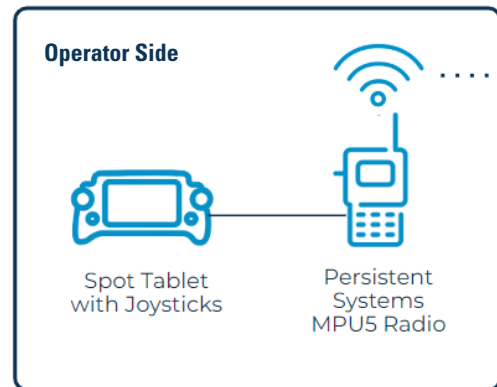 Operator Side
Spot Tablet
with Joysticks
Persistent
Systems
MPU5 Radio